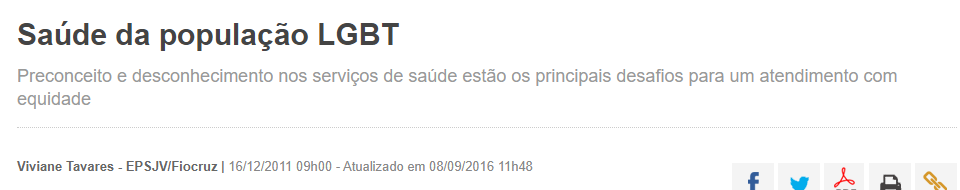 Saúde da população LGBT
Preconceito e desconhecimento nos serviços de saúde estão os principais desafios para um atendimento com
equidade
Viviane Tavares - EPSJV/Fiocruz | 16/12/2011 09h00 - Atualizado em 08/09/2016 11h48